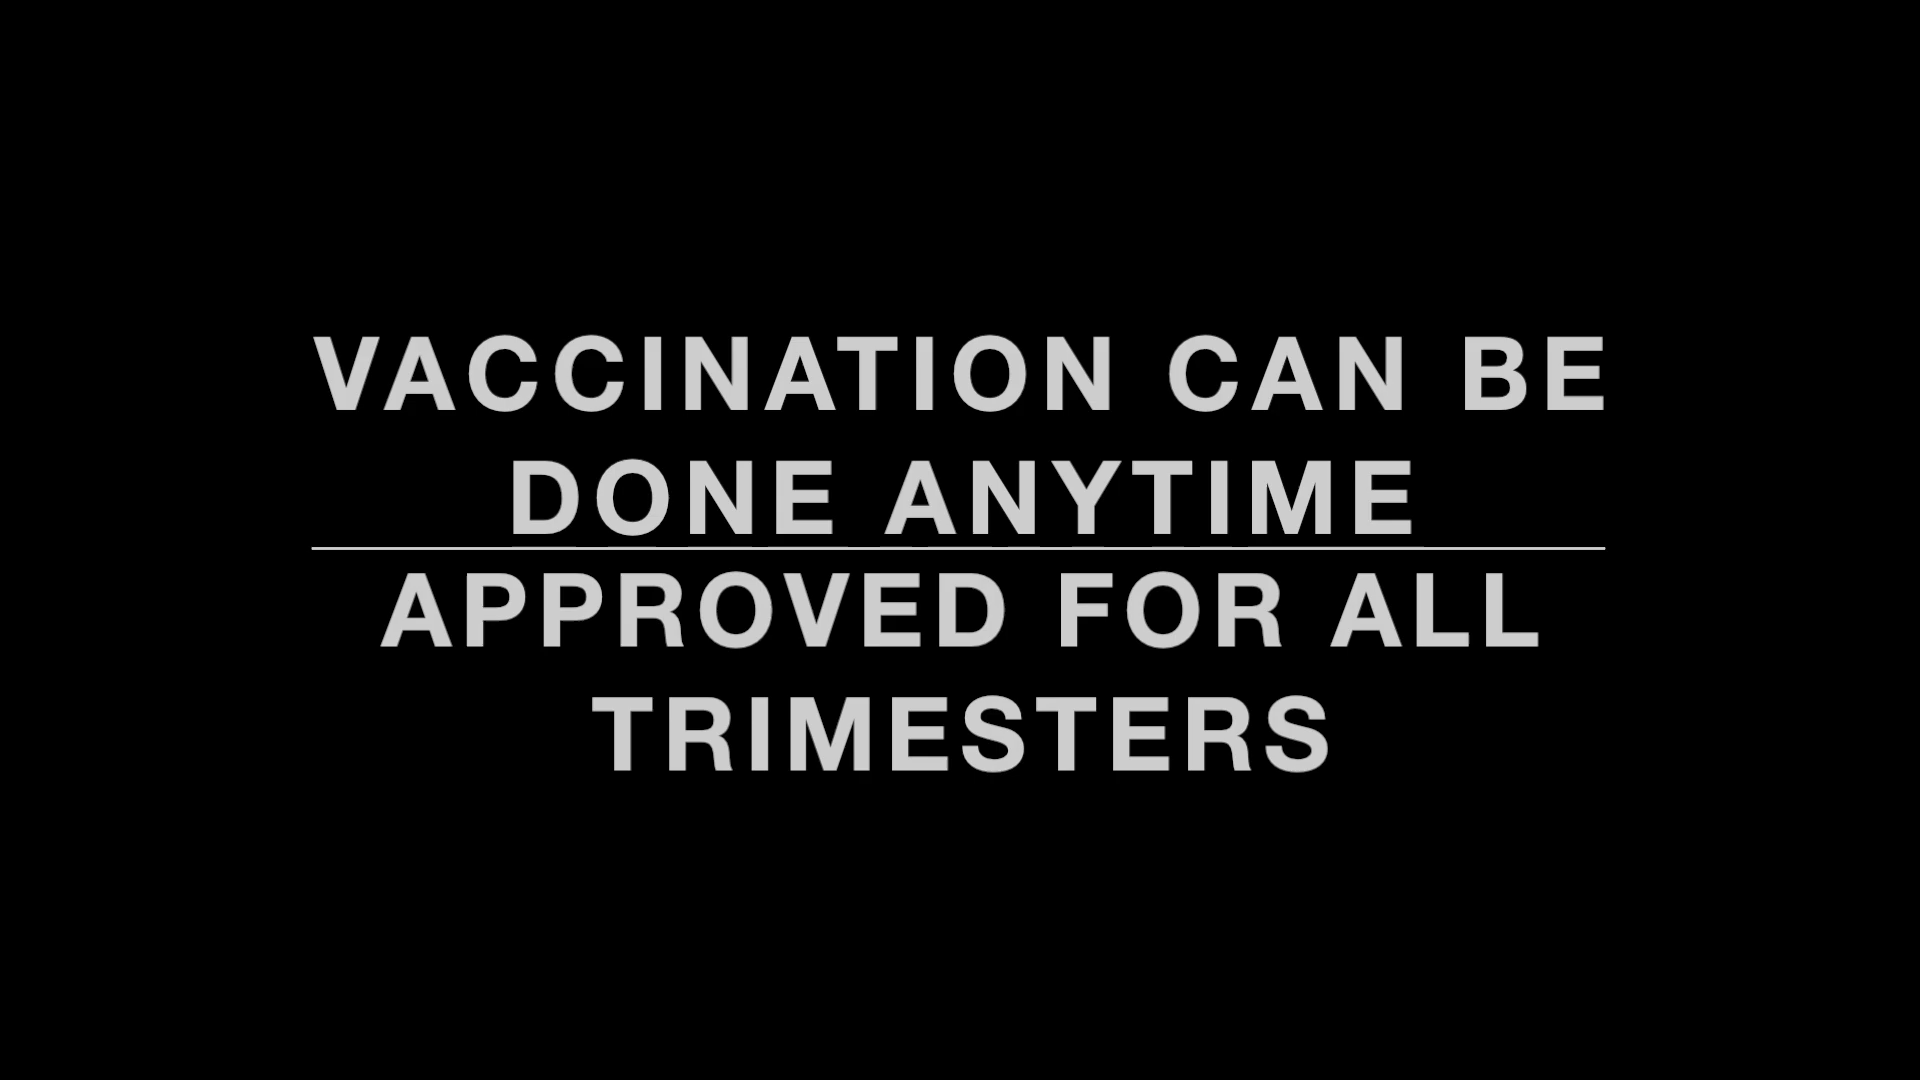 VACCINATION CAN BE
DONE ANYTIME
APPROVED FOR ALL
TRIMESTERS